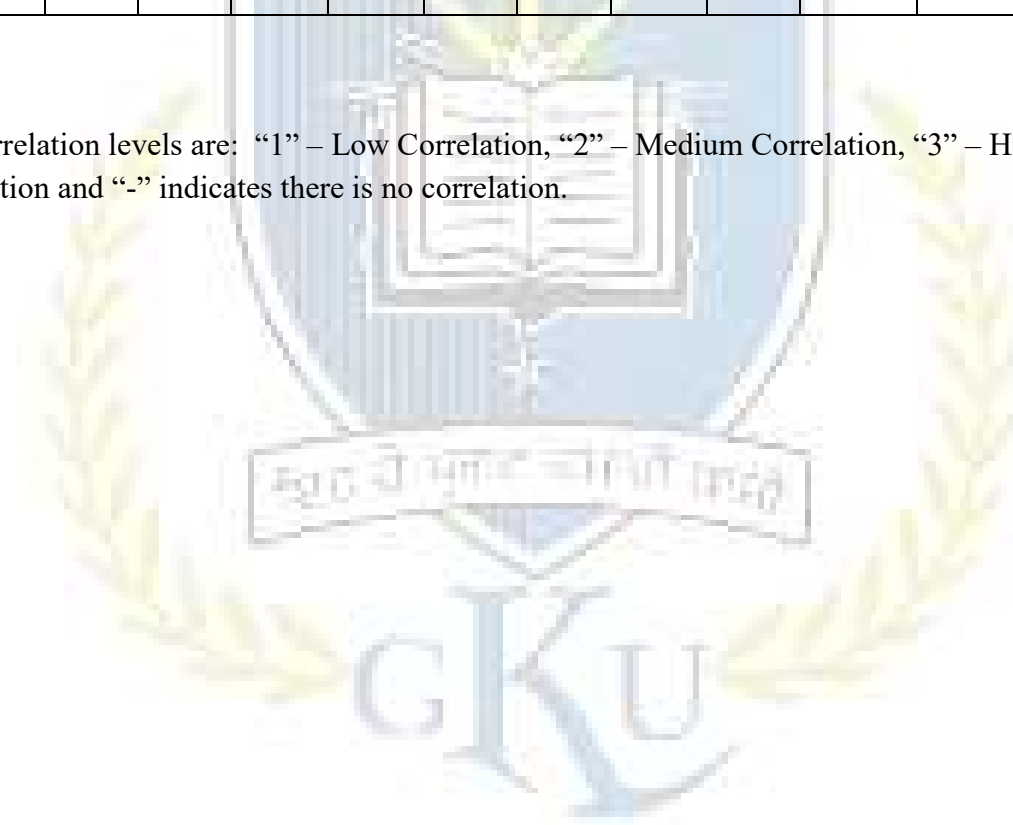 rrelation levels are: “1” – Low Correlation, “2” – Medium Correlation, “3” – H
tion and “-” indicates there is no correlation.
GKU